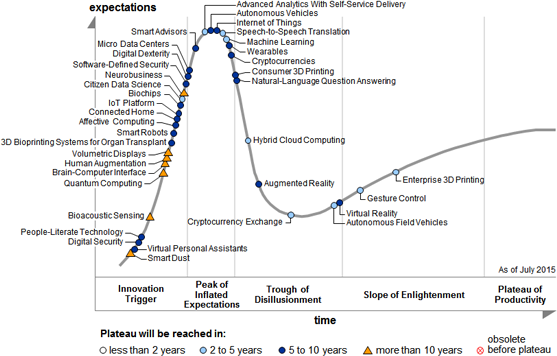 expectations
Advanced Analytics With Self-Service Delivery
Autonomous Vehicles
Internet of Things
Smart Advisors
Speech-to-Speech Translation
Machine Learning
Micro Data Centers
Wearables
Digital Dexterity
Cryptocurrencies
Software-Defined Security
Consumer 3D Printing
Neurobusiness
Natural-Language Question Answering
Citizen Data Science
Biochips
IoT Platform
Connected Home
Affective Computing
Smart Robots
3D Bioprinting Systems for Organ Transplant
Hybrid Cloud Computing
Volumetric Displays
Human Augmentation
Brain-Computer Interface
Quantum Computing
Augmented Reality
Enterprise 3D Printing
Gesture Control
Bioacoustic Sensing
Cryptocurrency Exchange
Virtual Reality
Autonomous Field Vehicles
People-Literate Technology
Digital Security
Virtual Personal Assistants
Smart Dust
As of July 2015
Innovation
Trigger
Peak of
Inflated
Expectations
Trough of
Disillusionment
Slope of Enlightenment
Plateau of
Productivity
time
Plateau will be reached in:
less than 2 years
2 to 5 years
5 to 10 years
more than 10 years
obsolete
before plateau